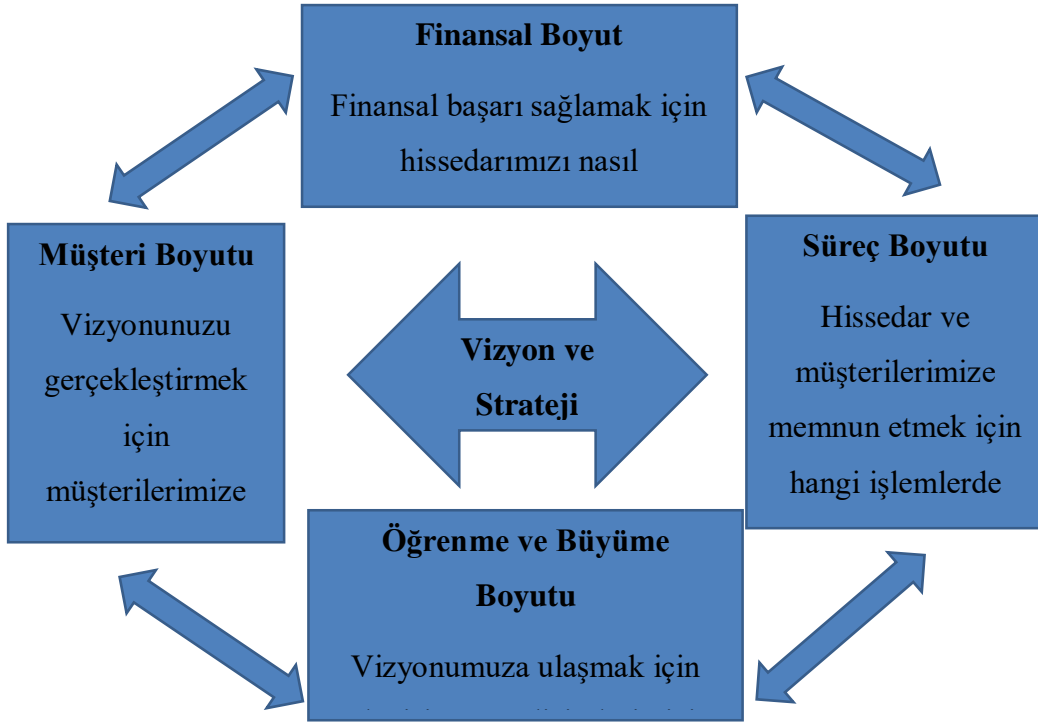 Finansal Boyut
Finansal başarı sağlamak için
hissedarımızı nasıl
Müşteri Boyutu
Vizyonunuzu
gerçekleştirmek
için
müşterilerimize
Vizyon ve
Strateji
Süreç Boyutu
Hissedar ve
müşterilerimize
memnun etmek için
hangi işlemlerde
Öğrenme ve Büyüme
Boyutu
Vizyonumuza ulaşmak için